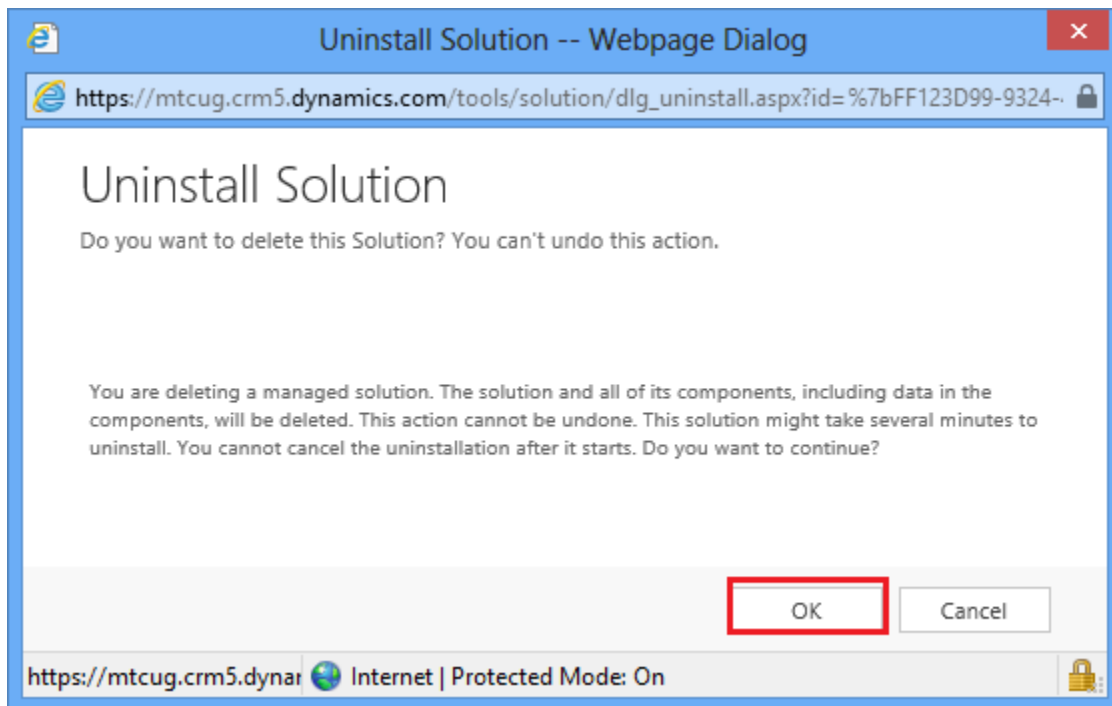 Uninstall Solution -- Webpage Dialog
https://mtcug.crm5.dynamics.com/tools/solution/dlg_uninstall.aspx?id=%7bFF123D99-9324-
Uninstall Solution
Do you want to delete this Solution? You can't undo this action.
You are deleting a managed solution. The solution and all of its components, including data in the
components, will be deleted. This action cannot be undone. This solution might take several minutes to
uninstall. You cannot cancel the uninstallation after it starts. Do you want to continue?
OK Cancel
https://mtcug.crm5.dynar Internet | Protected Mode: On